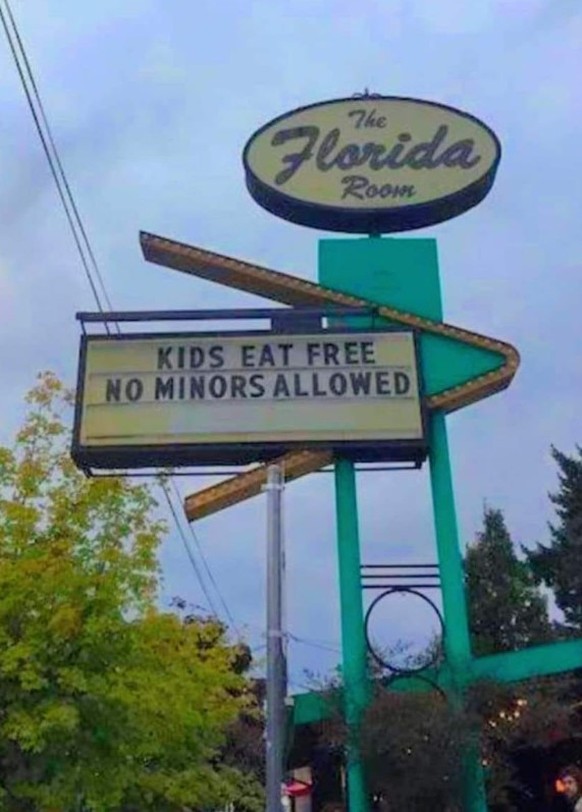 The
Florida
Room
KIDS EAT FREE
NO MINORS ALLOWED